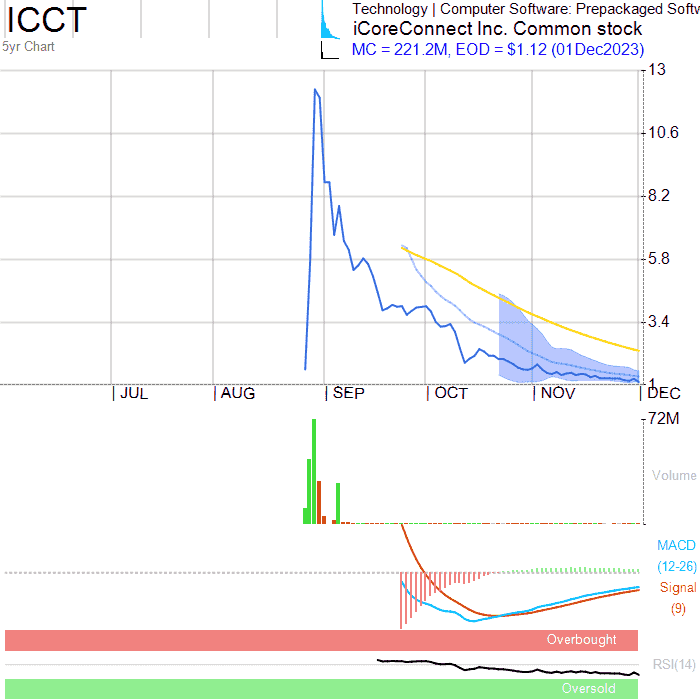 ICCT
Technology | Computer Software: Prepackaged Softw
iCoreConnect Inc. Common stock
5yr Chart
MC = 221.2M, EOD = $1.12 (01Dec2023)
13
10.6
8.2
5.8
3.4
1
JUL
AUG
SEP
OCT
NOV
DEC
72M
Volume
MACD
(12-26)
Signal
(9)
Overbought
RSI(14)
Oversold